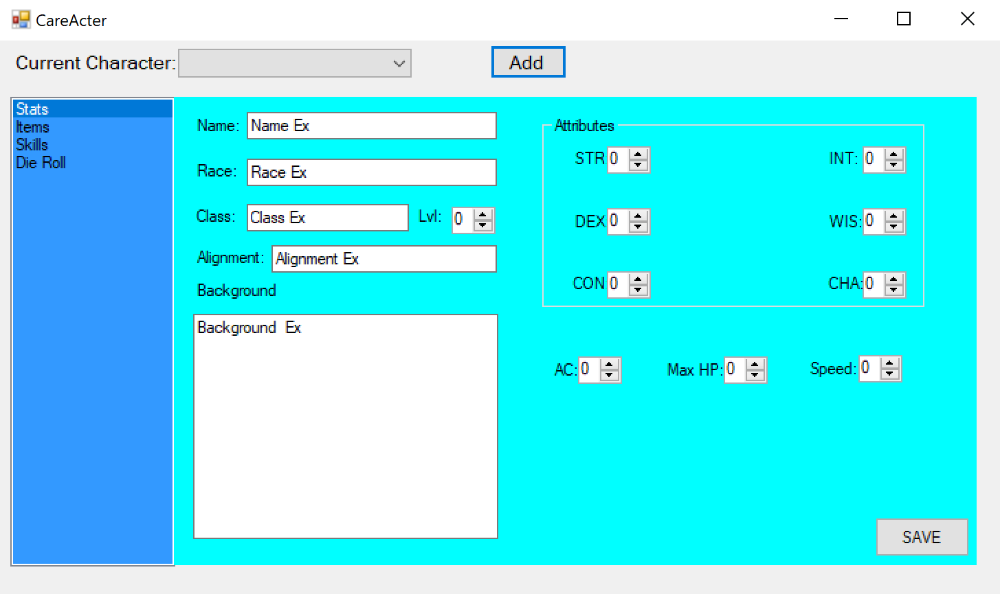 CareActer
Current Character: Add
Stats
Items
Skills
Die Roll
Name: Name Ex
Race: Race Ex
Class: Class Ex Lvl: 0
Alignment: Alignment Ex
Background
Background Ex
Attributes
STR 0 INT: 0
DEX 0 WIS: 0
CON 0 CHA: 0
AC: 0 Max HP: 0 Speed: 0
SAVE